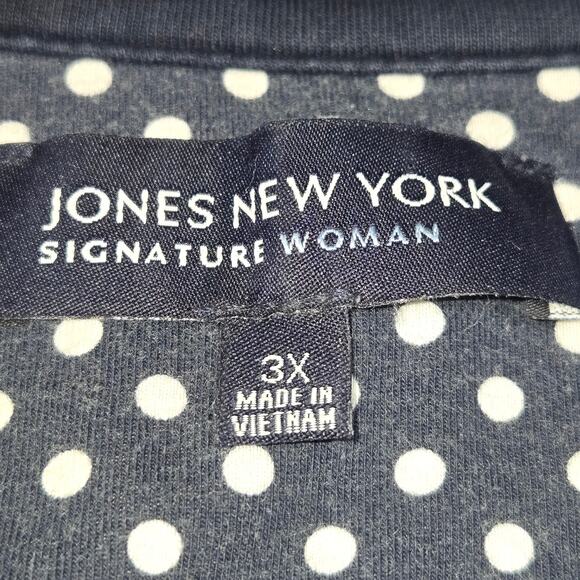 JONES NEW YORK
SIGNATURE WOMAN
3X
MADE IN
VIETNAM